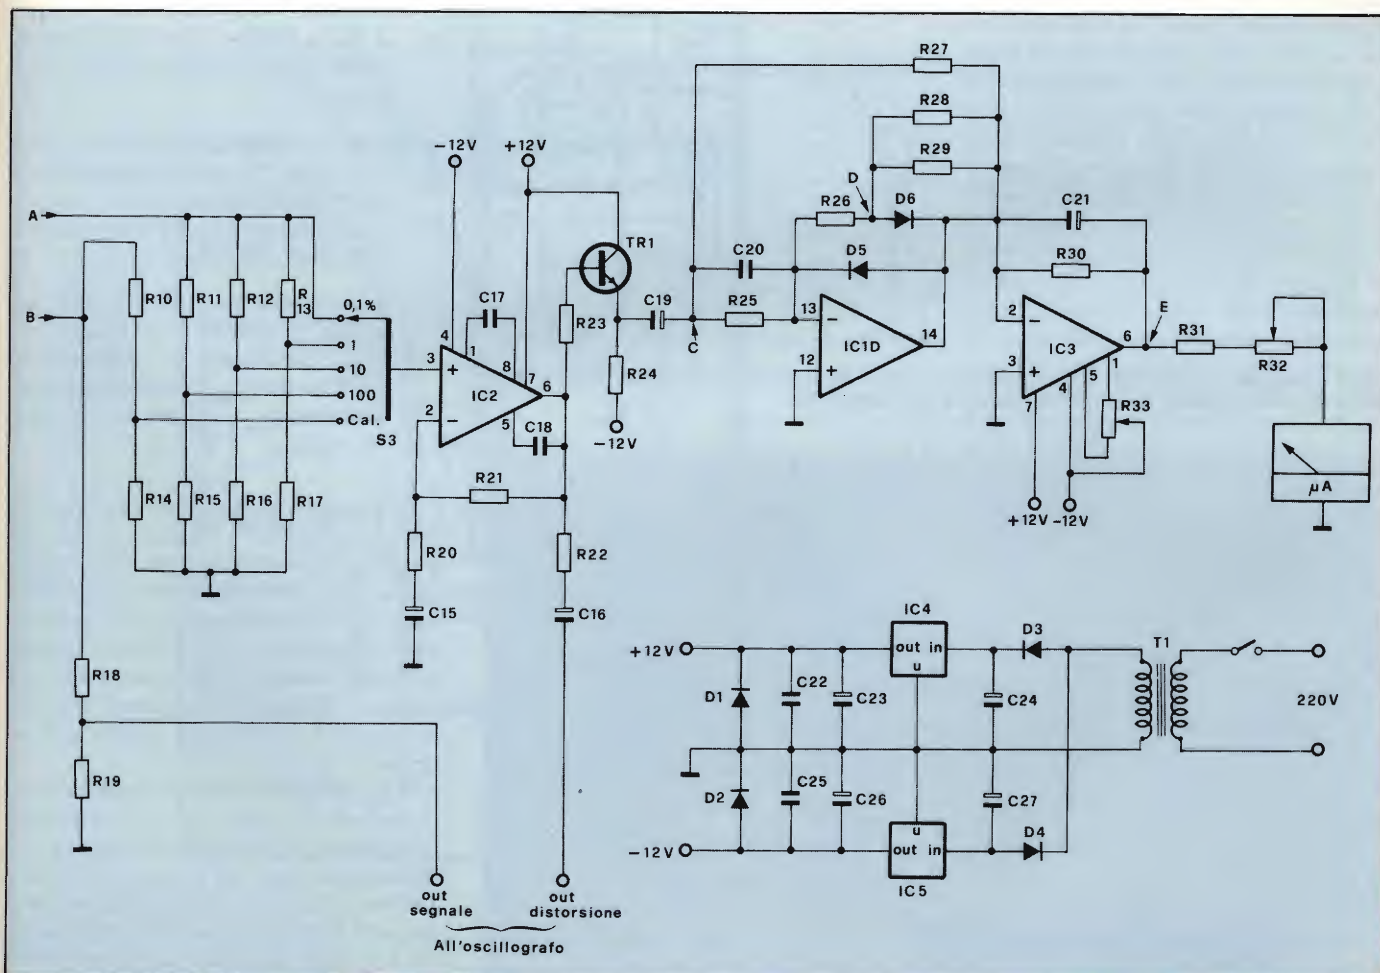 R27
R28
R29
-12V
+12V
D
R26
D6
C21
A
TR1
C20
D5
R30
R10
R11
R12
R
13
0,1%
C17
R23
C19
R25
B
1
4
1
13
14
2
6
E
R31
10
3
8
7
6
C
IC1D
IC3
1
R32
100
IC2
R24
12
3
4
5
R33
Cal.
2
5
7
S3
C18
-12V
R14
R15
R16
R17
R21
+12V
-12V
µA
R20
R22
C15
C16
IC4
+12V
out in
u
D3
T1
R18
D1
C22
C23
C24
220V
R19
D2
C25
C26
C27
u
D4
-12V
out in
IC5
out
segnale
out
distorsione
All'oscillografo